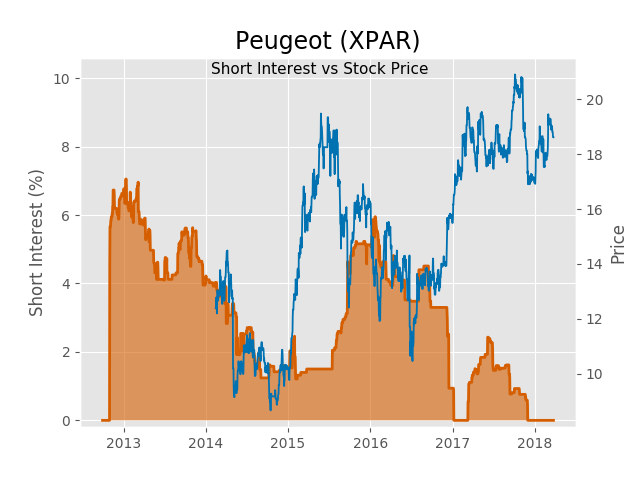 Peugeot (XPAR)
Short Interest vs Stock Price
10
8
6
4
2
0
Short Interest (%)
20
18
16
14
12
10
Price
2013 2014 2015 2016 2017 2018